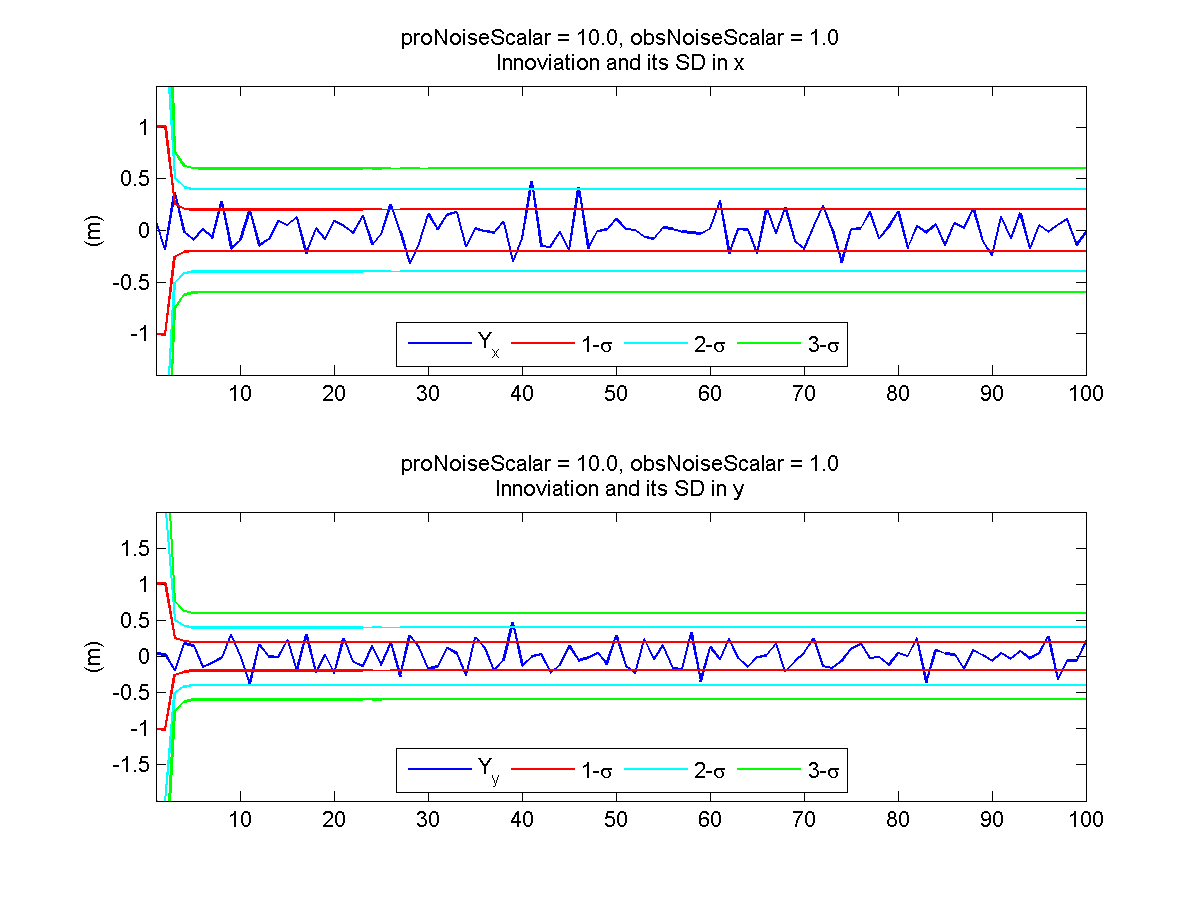 proNoiseScalar = 10.0, obsNoiseScalar = 1.0
Innoviation and its SD in x
1
0.5
0
-0.5
-1
(m)
Y_x 1-σ 2-σ 3-σ
10 20 30 40 50 60 70 80 90 100
proNoiseScalar = 10.0, obsNoiseScalar = 1.0
Innoviation and its SD in y
1.5
1
0.5
0
-0.5
-1
-1.5
(m)
Y_y 1-σ 2-σ 3-σ
10 20 30 40 50 60 70 80 90 100